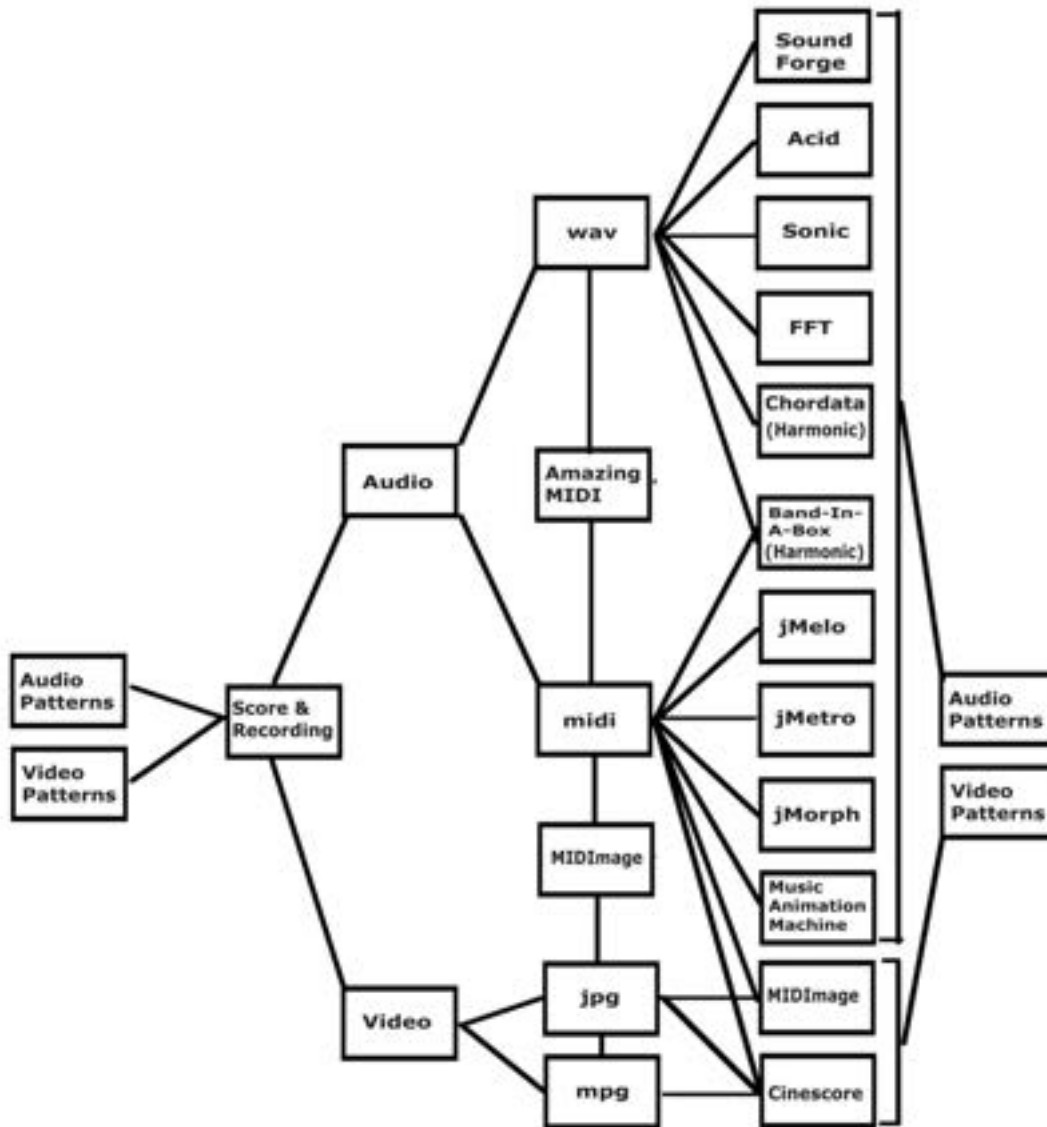 Audio
Patterns
Video
Patterns
Score &
Recording
Audio
Video
wav
Amazing
MIDI
midi
MIDImage
jpg
mpg
Sound
Forge
Acid
Sonic
FFT
Chordata
(Harmonic)
Band-In-
A-Box
(Harmonic)
jMelo
jMetro
jMorph
Music
Animation
Machine
MIDImage
Cinescore
Audio
Patterns
Video
Patterns